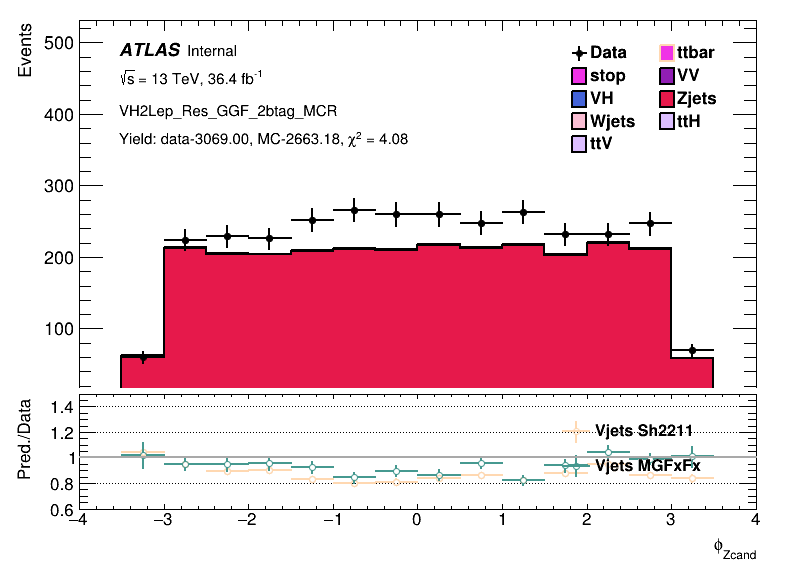 Events
500
400
300
200
100
ATLAS Internal
√s = 13 TeV, 36.4 fb⁻¹
VH2Lep_Res_GGF_2btag_MCR
Yield: data-3069.00, MC-2663.18, χ² = 4.08
Data ttbar
stop VV
VH Zjets
Wjets ttH
ttV
Pred./Data
1.4
1.2
1
0.8
0.6
Vjets Sh2211
Vjets MGFxFx
−4 −3 −2 −1 0 1 2 3 4
ϕ_Zcand